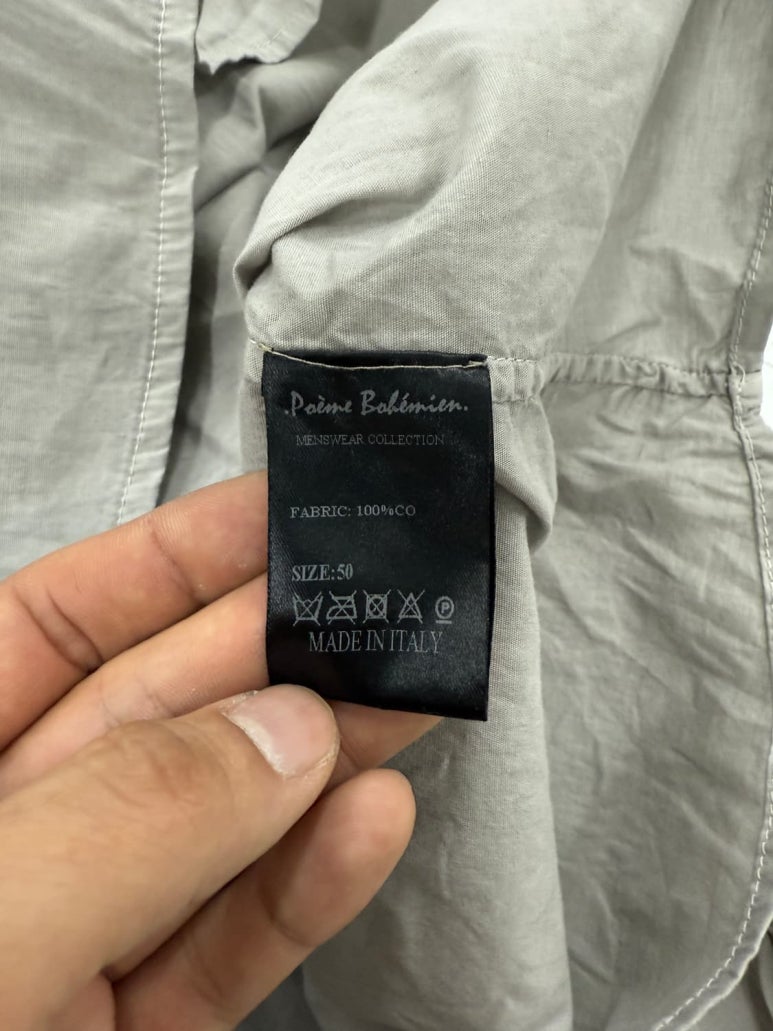 .Poème Bohémien.
MENSWEAR COLLECTION
FABRIC: 100%CO
SIZE:50
P
MADE IN ITALY